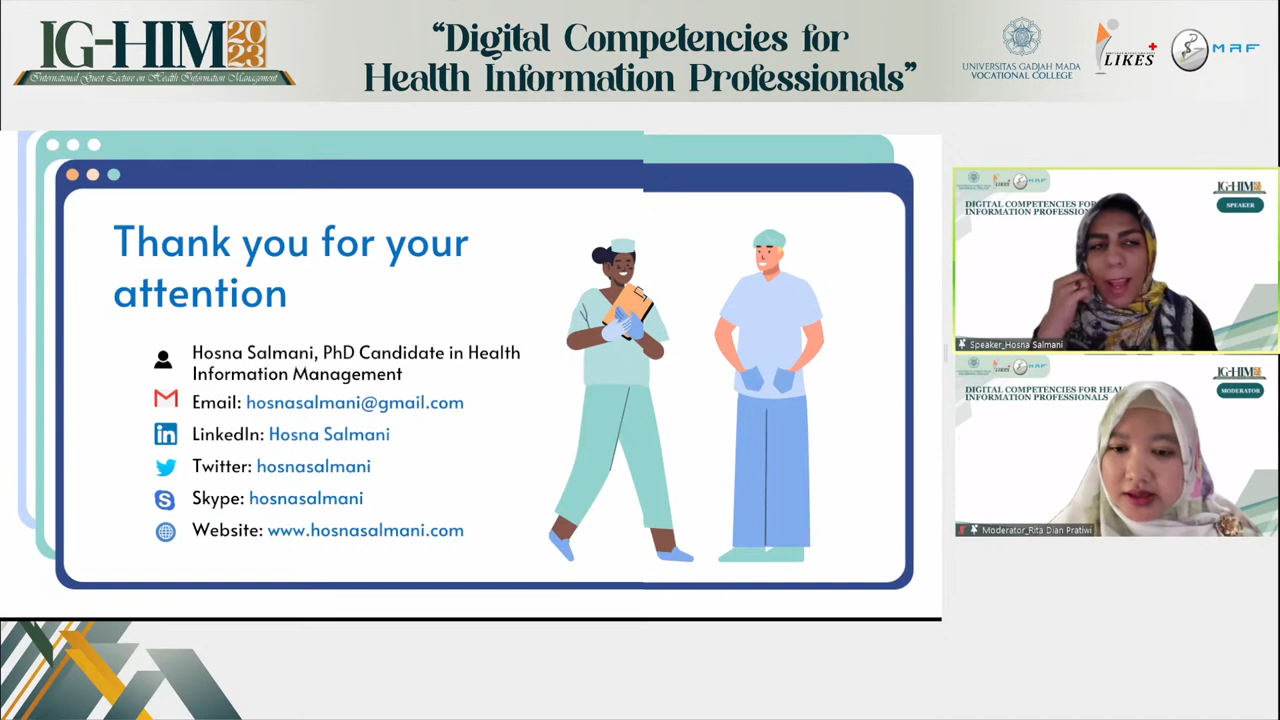 IG-HIM 2023
International Guest Lecture on Health Information Management
“Digital Competencies for
Health Information Professionals”
UNIVERSITAS GADJAH MADA
VOCATIONAL COLLEGE
LIKES
MRF
Thank you for your
attention
Hosna Salmani, PhD Candidate in Health
Information Management
Email: hosnasalmani@gmail.com
LinkedIn: Hosna Salmani
Twitter: hosnasalmani
Skype: hosnasalmani
Website: www.hosnasalmani.com
IG-HIM
SPEAKER
DIGITAL COMPETENCIES FOR
INFORMATION PROFESSION
Speaker_Hosna Salmani
IG-HIM
MODERATOR
DIGITAL COMPETENCIES FOR HEA
INFORMATION PROFESSIONALS
Moderator_Rita Dian Pratiwi